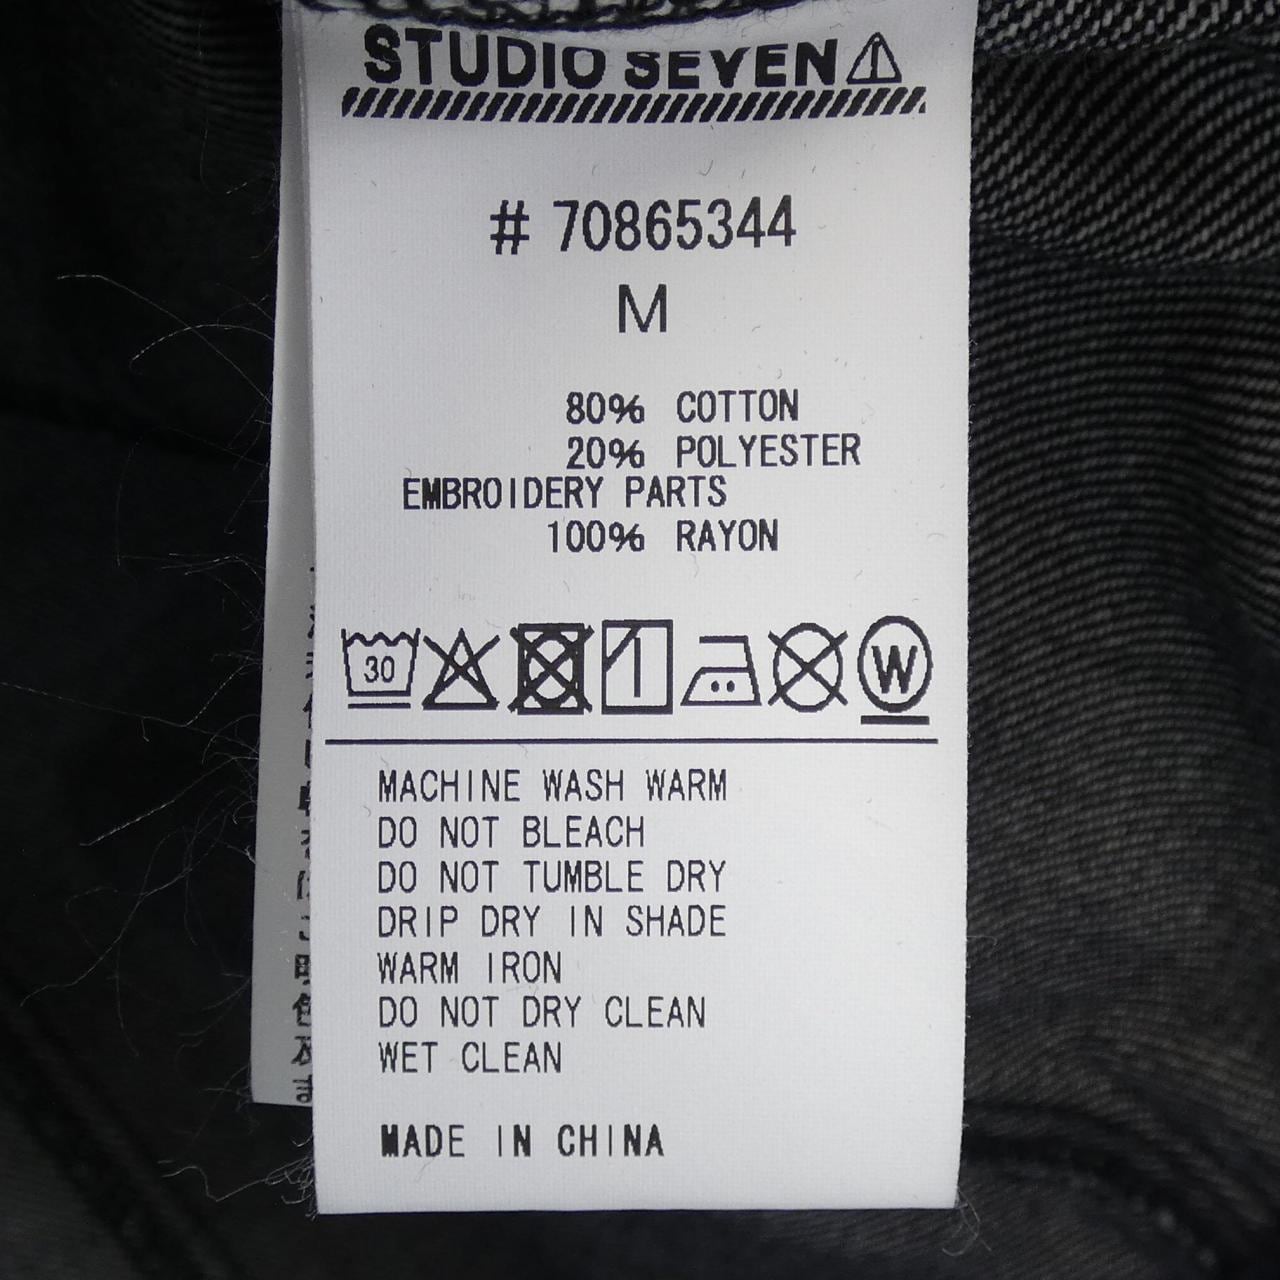 STUDIO SEVEN
# 70865344
M
80% COTTON
20% POLYESTER
EMBROIDERY PARTS
100% RAYON
30 W
MACHINE WASH WARM
DO NOT BLEACH
DO NOT TUMBLE DRY
DRIP DRY IN SHADE
WARM IRON
DO NOT DRY CLEAN
WET CLEAN
MADE IN CHINA